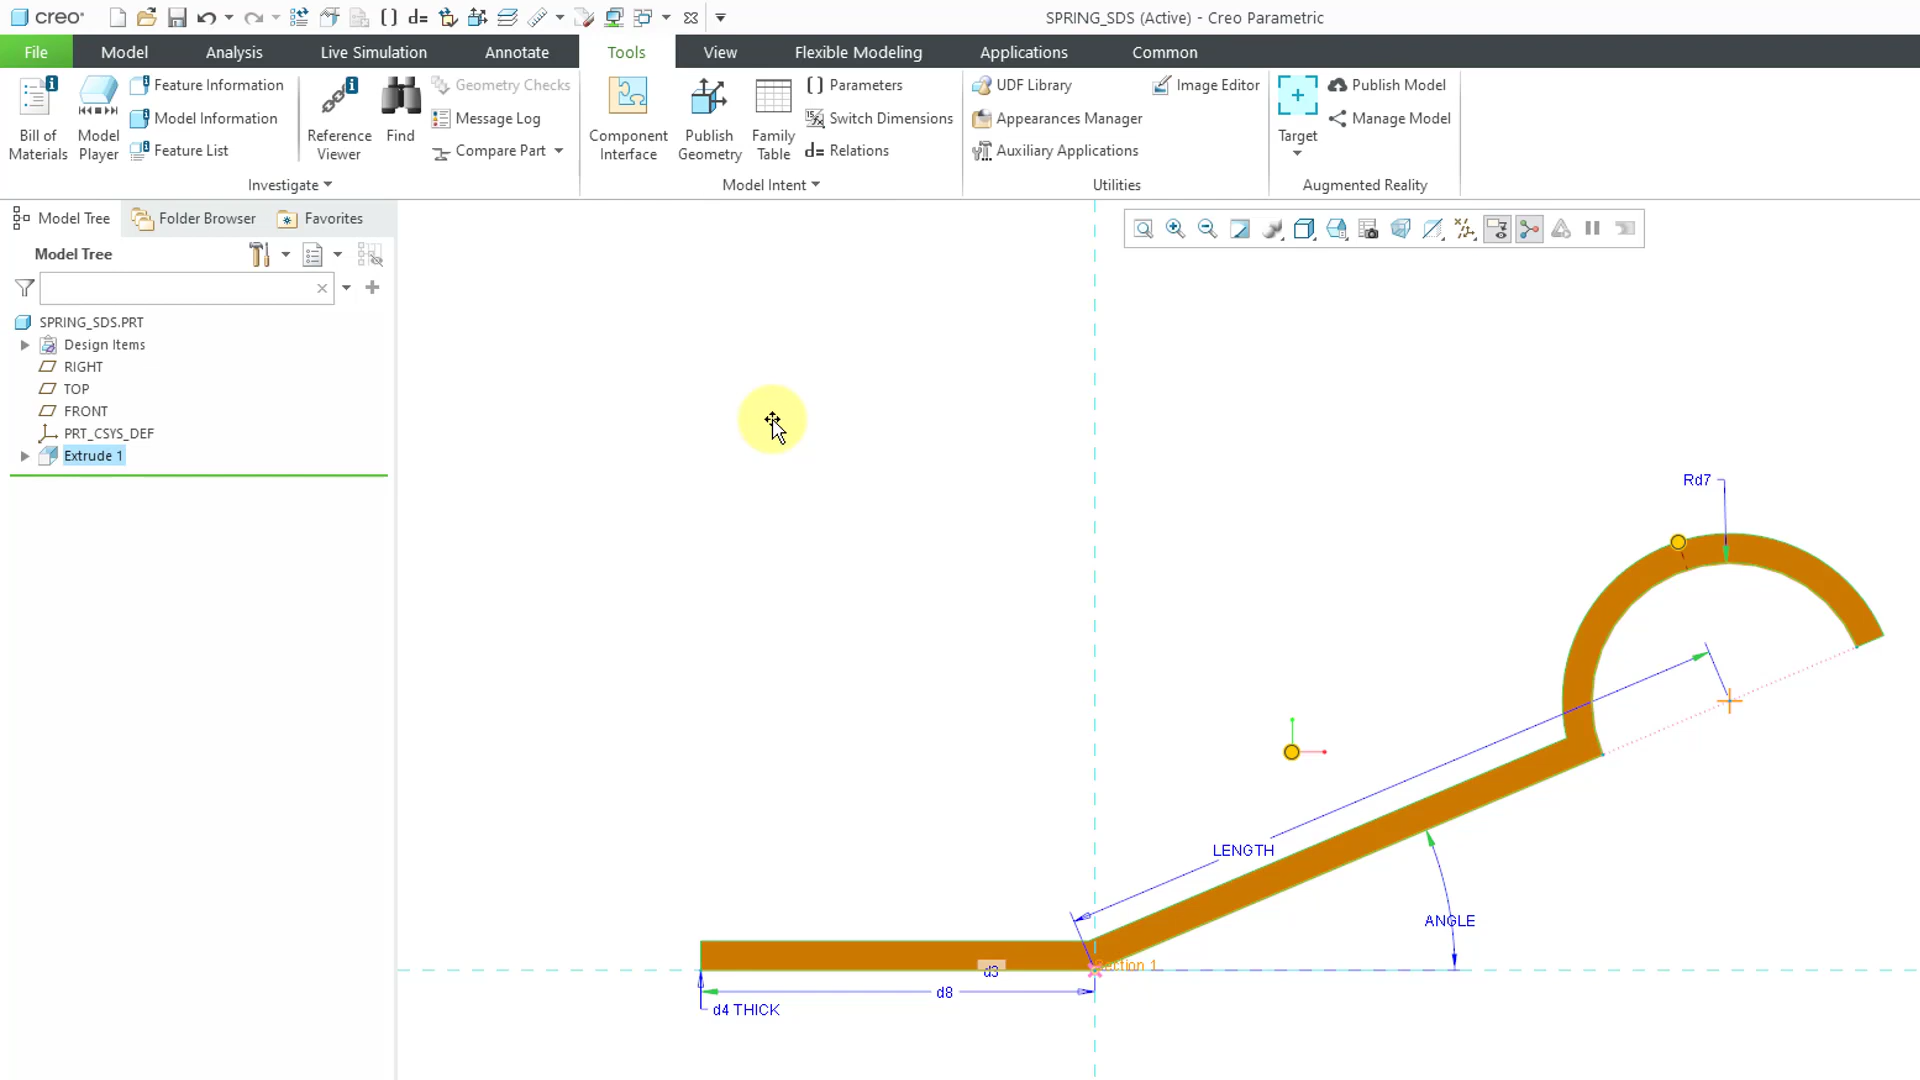 creo
d=
SPRING_SDS (Active) - Creo Parametric
File
Model
Analysis
Live Simulation
Annotate
Tools
View
Flexible Modeling
Applications
Common
Bill of
Materials
Model
Player
Feature Information
Model Information
Feature List
Reference
Viewer
Find
Geometry Checks
Message Log
Compare Part
Investigate
Component
Interface
Publish
Geometry
Family
Table
Parameters
Switch Dimensions
d= Relations
Model Intent
UDF Library
Appearances Manager
Auxiliary Applications
Image Editor
Utilities
Target
Publish Model
Manage Model
Augmented Reality
Model Tree
Folder Browser
Favorites
Model Tree
SPRING_SDS.PRT
Design Items
RIGHT
TOP
FRONT
PRT_CSYS_DEF
Extrude 1
Rd7
LENGTH
ANGLE
d3
Section 1
d8
d4 THICK